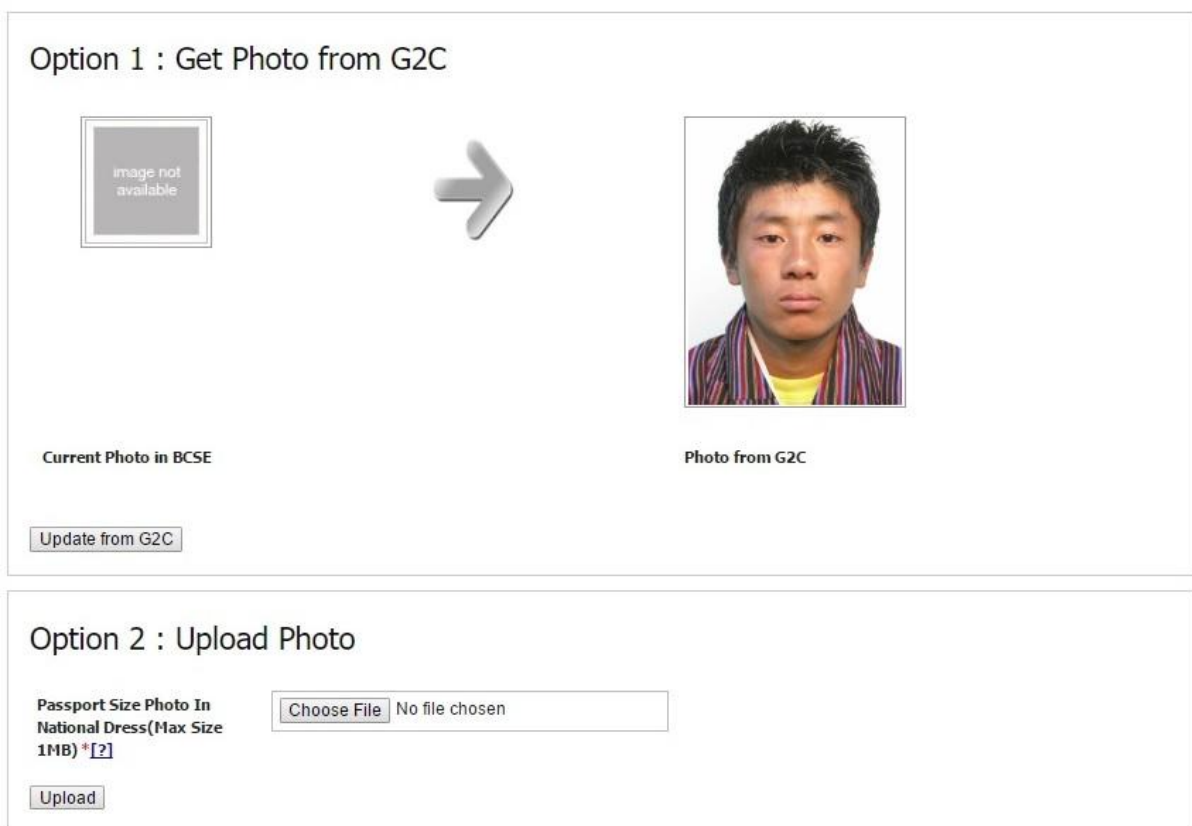 Option 1 : Get Photo from G2C
image not
available
Current Photo in BCSE
Photo from G2C
Update from G2C
Option 2 : Upload Photo
Passport Size Photo In
National Dress(Max Size
1MB) *[?]
Choose File No file chosen
Upload